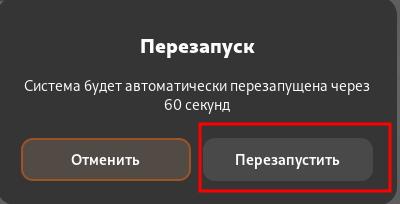 Перезапуск
Система будет автоматически перезапущена через
60 секунд
Отменить
Перезапустить